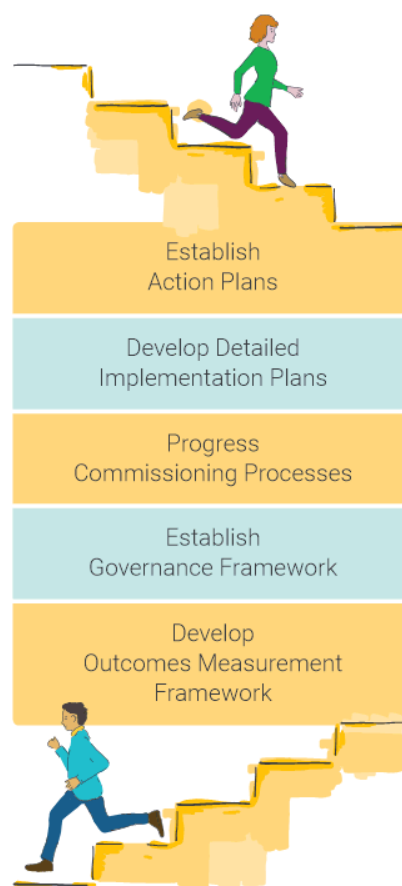 Establish
Action Plans
Develop Detailed
Implementation Plans
Progress
Commissioning Processes
Establish
Governance Framework
Develop
Outcomes Measurement
Framework